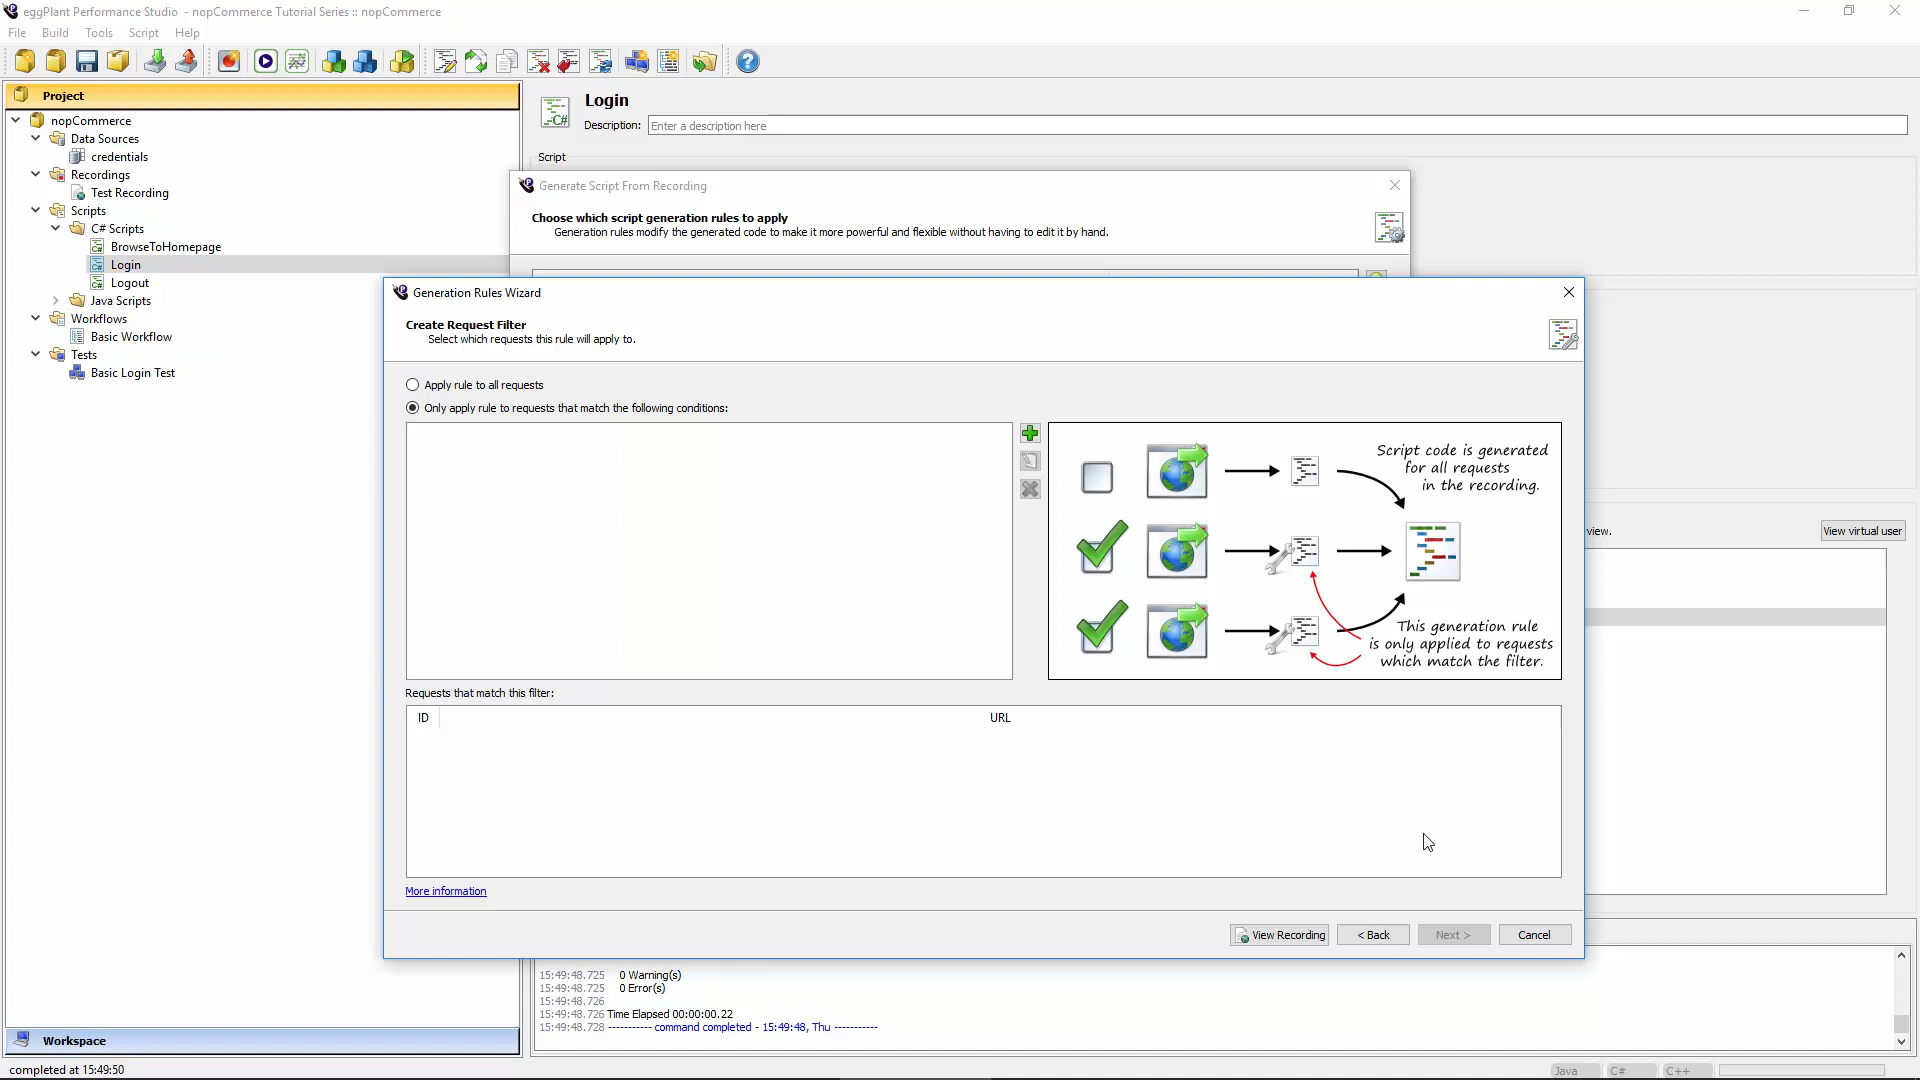 eggPlant Performance Studio - nopCommerce Tutorial Series :: nopCommerce
File Build Tools Script Help
Project
nopCommerce
Data Sources
credentials
Recordings
Test Recording
Scripts
C# Scripts
BrowseToHomepage
Login
Logout
Java Scripts
Workflows
Basic Workflow
Tests
Basic Login Test
Workspace
completed at 15:49:50
Login
Description: Enter a description here
Script
Generate Script From Recording
Choose which script generation rules to apply
Generation rules modify the generated code to make it more powerful and flexible without having to edit it by hand.
Generation Rules Wizard
Create Request Filter
Select which requests this rule will apply to.
Apply rule to all requests
Only apply rule to requests that match the following conditions:
Script code is generated
for all requests
in the recording.
This generation rule
is only applied to requests
which match the filter.
Requests that match this filter:
ID URL
More information
View Recording < Back Next > Cancel
view. View virtual user
15:49:48.725 0 Warning(s)
15:49:48.725 0 Error(s)
15:49:48.726
15:49:48.726 Time Elapsed 00:00:00.22
15:49:48.728 ----------- command completed - 15:49:48, Thu -----------
Java C# C++